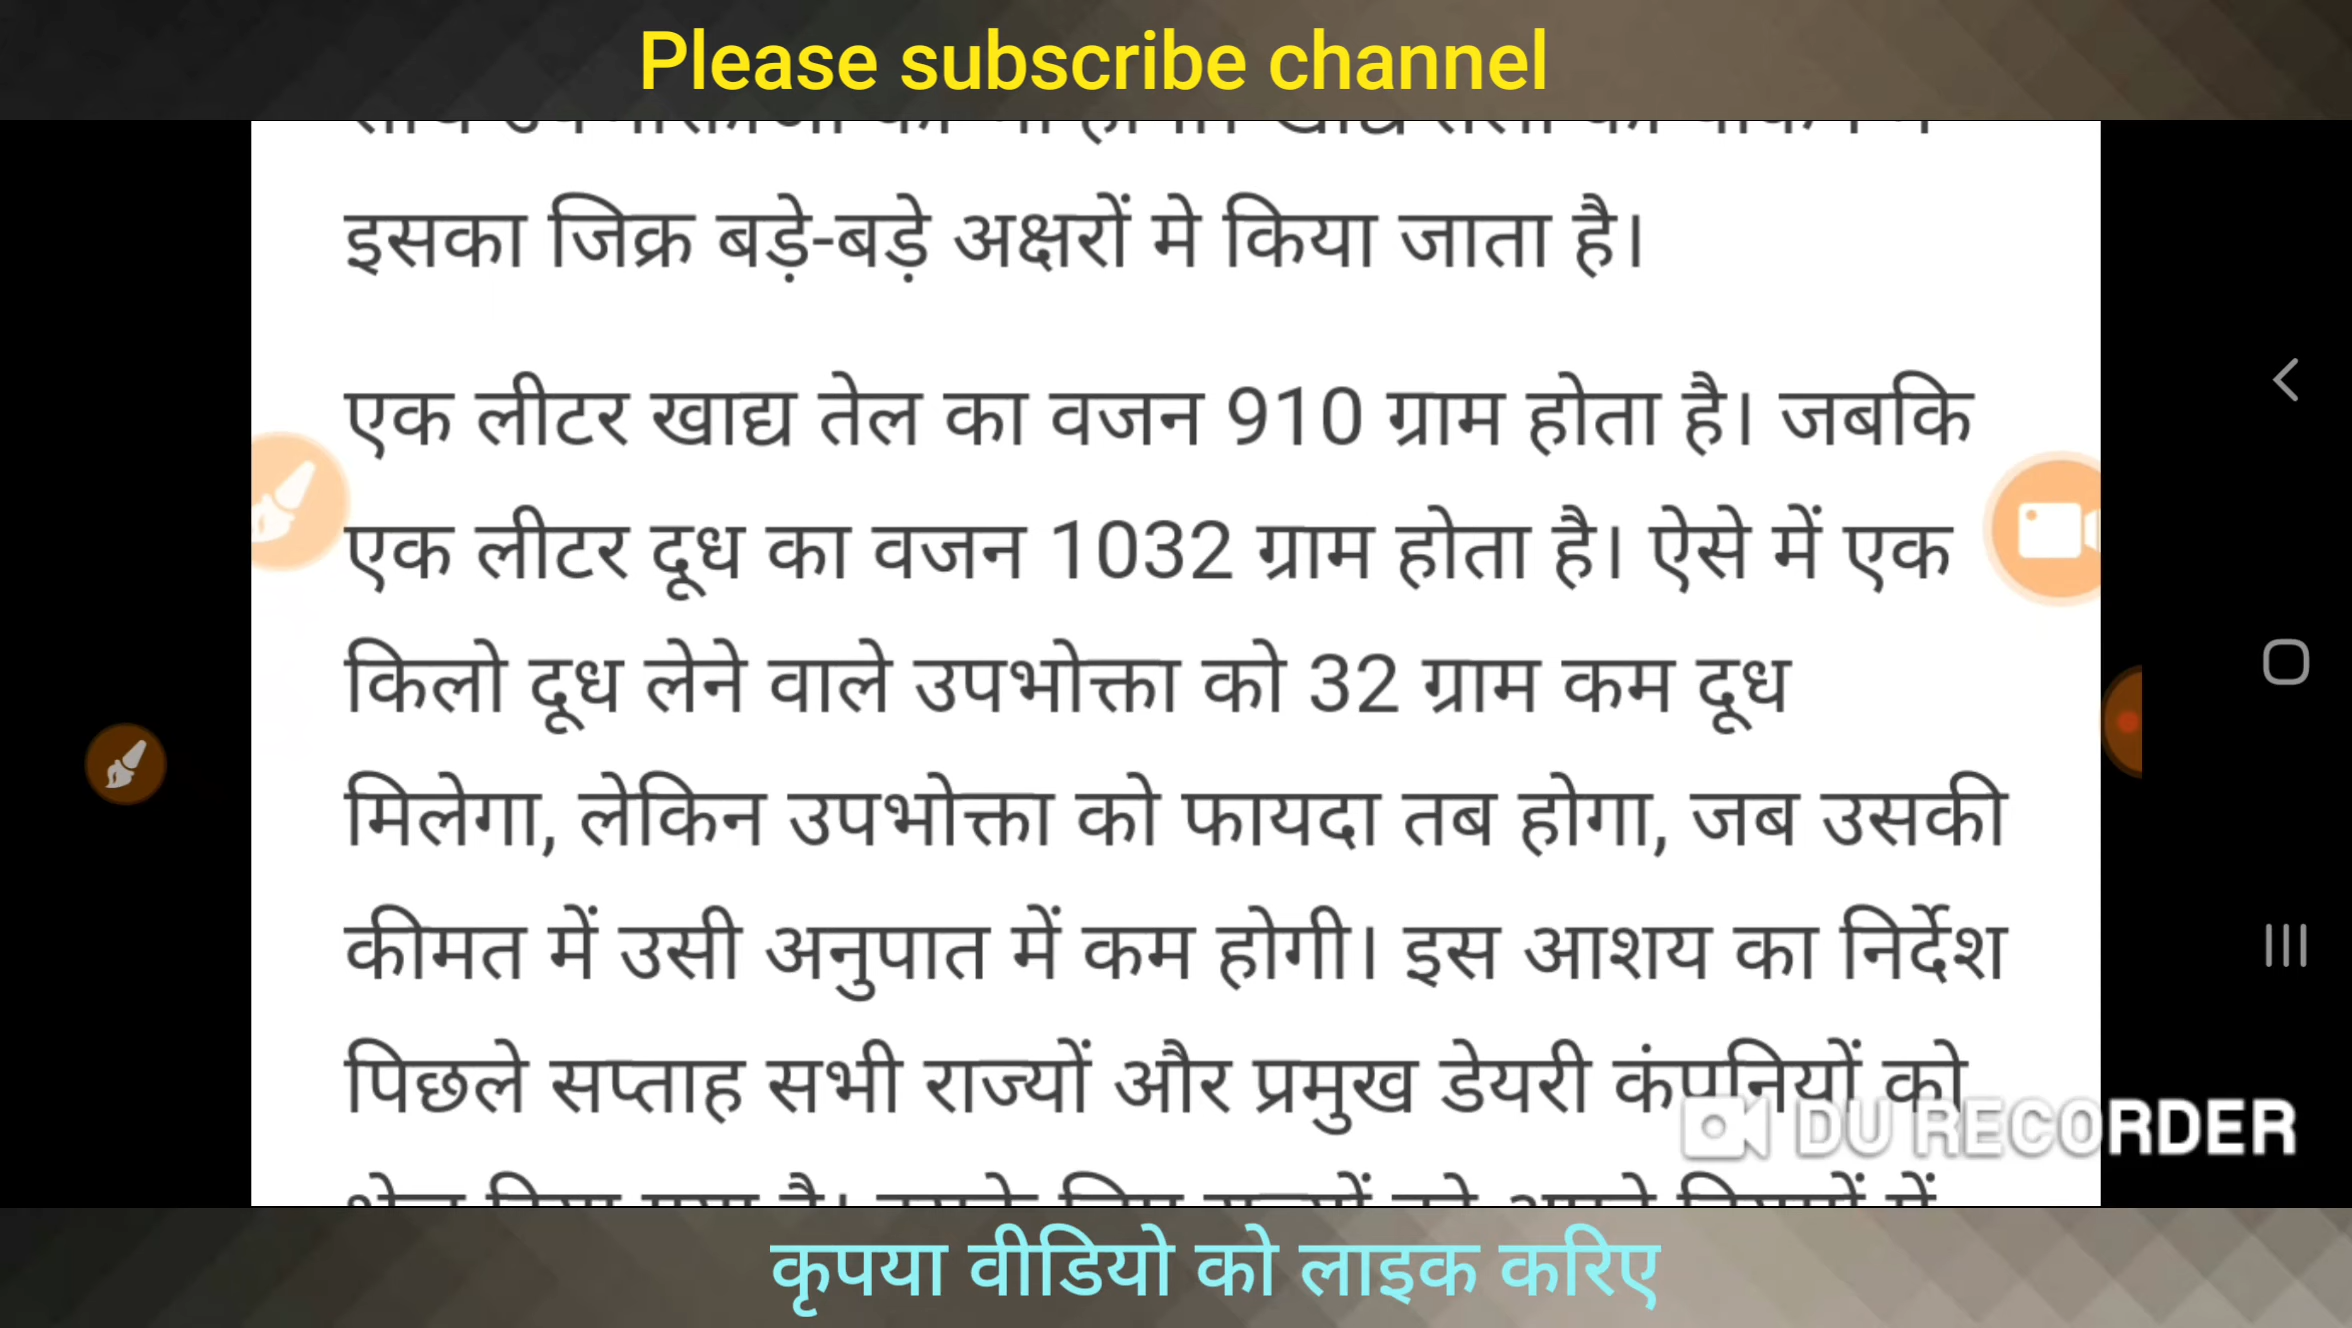 Please subscribe channel
इसका जिक्र बड़े-बड़े अक्षरों मे किया जाता है।
एक लीटर खाद्य तेल का वजन 910 ग्राम होता है। जबकि
एक लीटर दूध का वजन 1032 ग्राम होता है। ऐसे में एक
किलो दूध लेने वाले उपभोक्ता को 32 ग्राम कम दूध
मिलेगा, लेकिन उपभोक्ता को फायदा तब होगा, जब उसकी
कीमत में उसी अनुपात में कम होगी। इस आशय का निर्देश
पिछले सप्ताह सभी राज्यों और प्रमुख डेयरी कंपनियों को
DU RECORDER
कृपया वीडियो को लाइक करिए